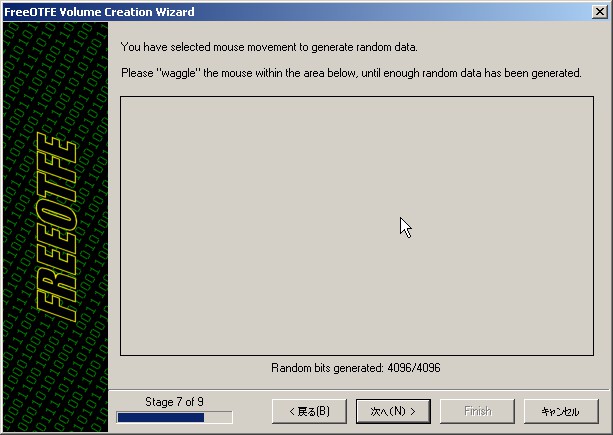 FreeOTFE Volume Creation Wizard
You have selected mouse movement to generate random data.
Please "waggle" the mouse within the area below, until enough random data has been generated.
FREEOTFE
Random bits generated: 4096/4096
Stage 7 of 9
< 戻る(B)
次へ(N) >
Finish
キャンセル